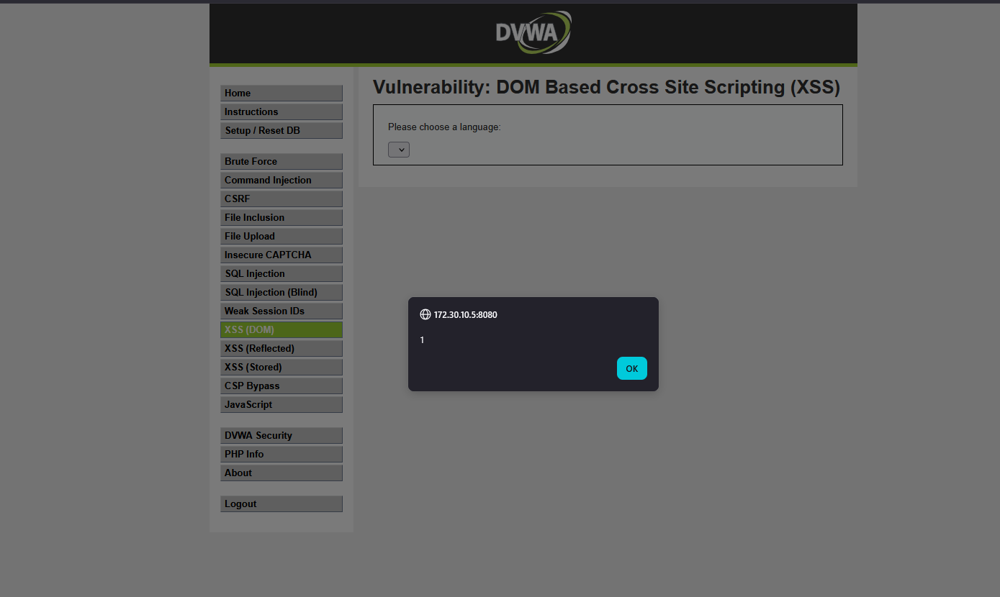 DVWA
Home
Instructions
Setup / Reset DB
Brute Force
Command Injection
CSRF
File Inclusion
File Upload
Insecure CAPTCHA
SQL Injection
SQL Injection (Blind)
Weak Session IDs
XSS (DOM)
XSS (Reflected)
XSS (Stored)
CSP Bypass
JavaScript
DVWA Security
PHP Info
About
Logout
Vulnerability: DOM Based Cross Site Scripting (XSS)
Please choose a language:
172.30.10.5:8080
1
OK